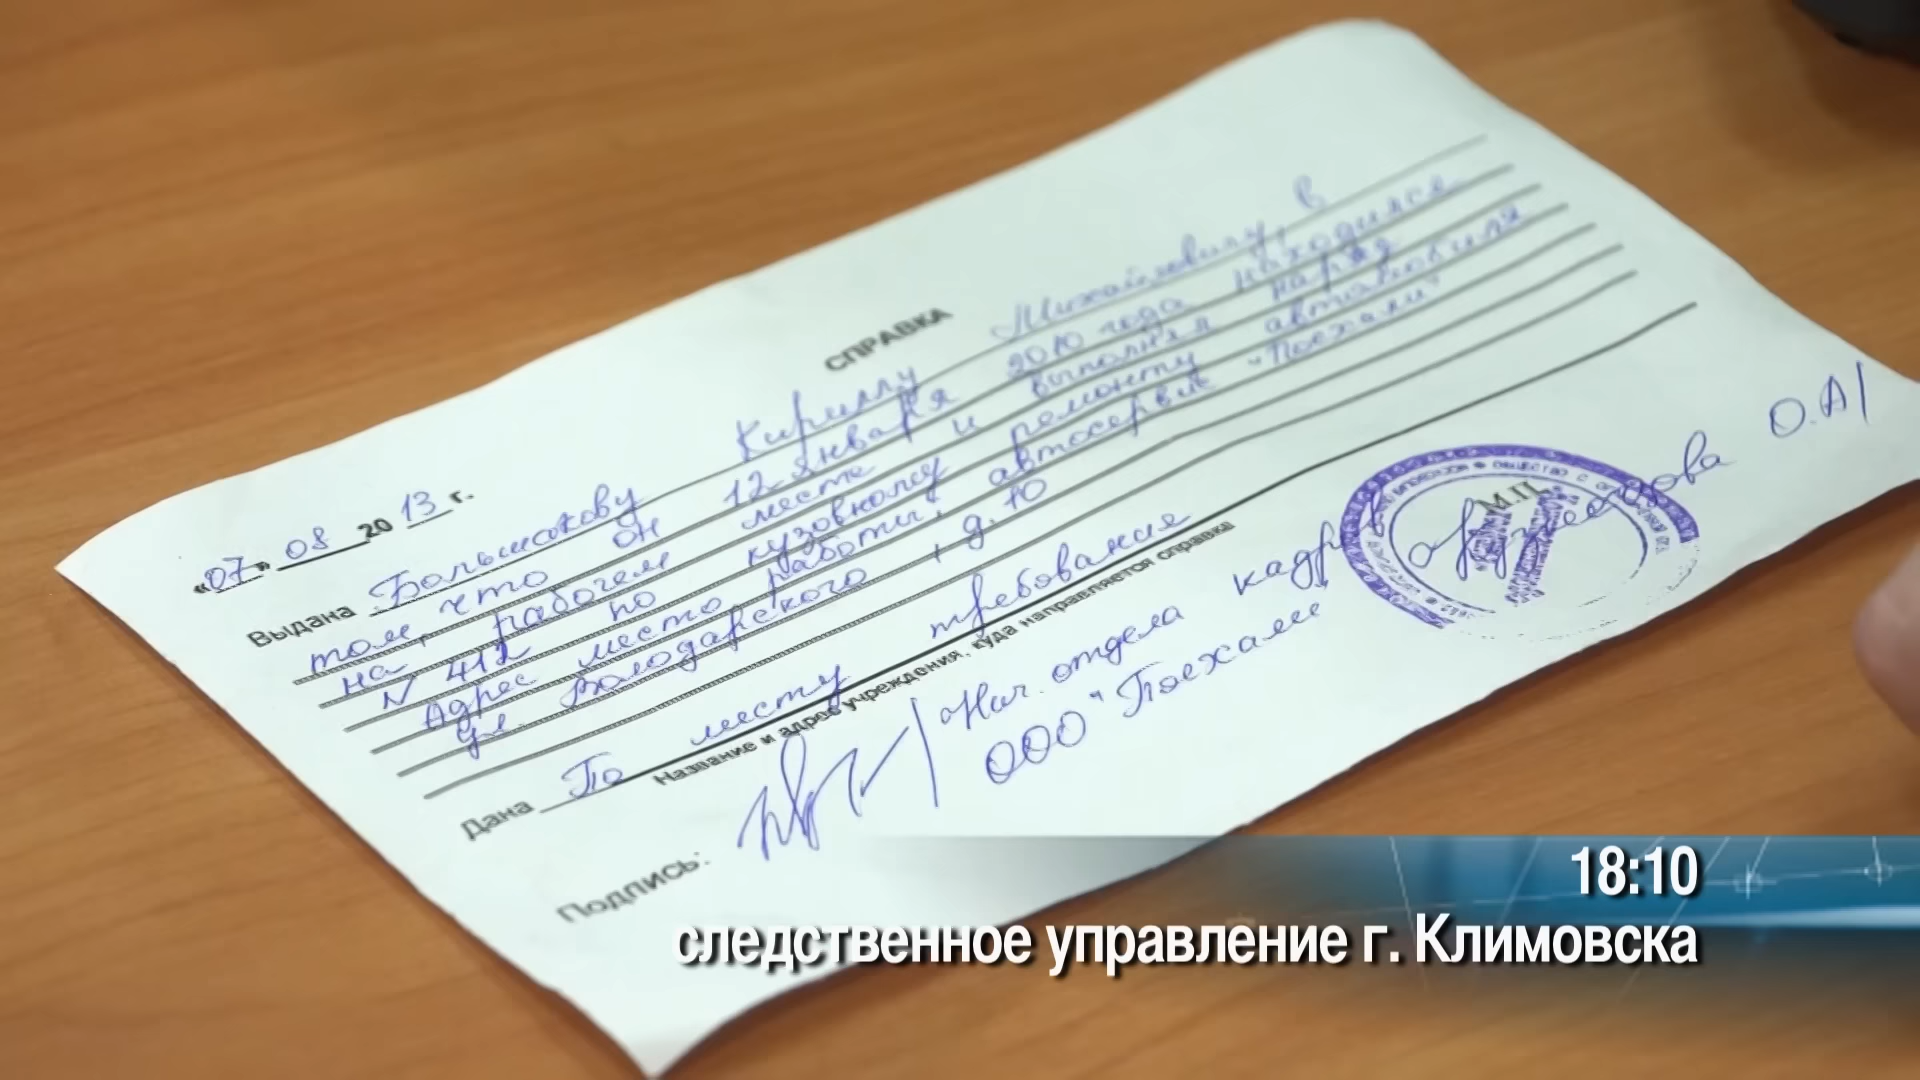 СПРАВКА
«07» 08 2013 г.
Выдана Большакову Кириллу Михайловичу, в
том, что он 12 января 2010 года находился
на рабочем месте и выполнял наряд
N 412 по кузовному ремонту автомобиля
Адрес место работы: автосервис "Поехали"
ул. Володарского, д. 10
Дана По месту требования
Название и адрес учреждения, куда направляется справка
Подпись: Нач. отдела кадров О.А
ООО "Поехали
М.П.
ОБЩЕСТВО С
18:10
следственное управление г. Климовска